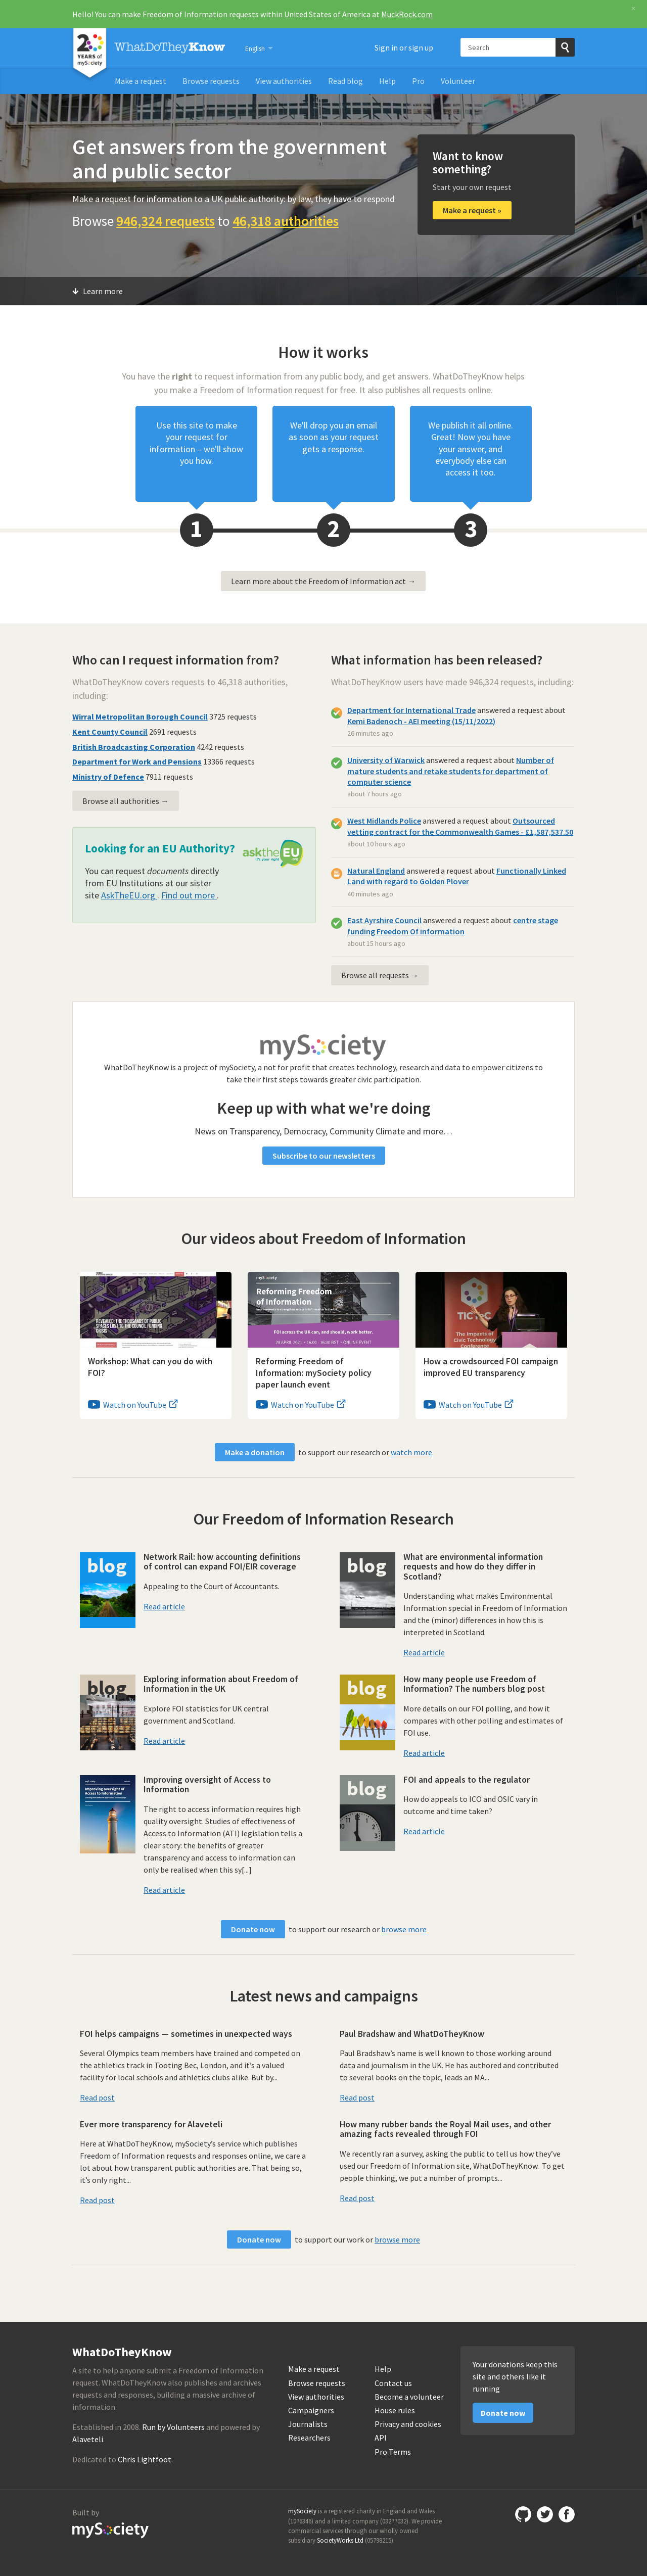 Hello! You can make Freedom of Information requests within United States of America at MuckRock.com
×
20
YEARS of
mySociety
WhatDoTheyKnow
English
Sign in or sign up
Search
Make a request
Browse requests
View authorities
Read blog
Help
Pro
Volunteer
Get answers from the government
and public sector
Make a request for information to a UK public authority: by law, they have to respond
Browse 946,324 requests to 46,318 authorities
Want to know
something?
Start your own request
Make a request »
Learn more
How it works
You have the right to request information from any public body, and get answers. WhatDoTheyKnow helps
you make a Freedom of Information request for free. It also publishes all requests online.
Use this site to make
your request for
information – we'll show
you how.
We'll drop you an email
as soon as your request
gets a response.
We publish it all online.
Great! Now you have
your answer, and
everybody else can
access it too.
1
2
3
Learn more about the Freedom of Information act →
Who can I request information from?
WhatDoTheyKnow covers requests to 46,318 authorities,
including:
Wirral Metropolitan Borough Council 3725 requests
Kent County Council 2691 requests
British Broadcasting Corporation 4242 requests
Department for Work and Pensions 13366 requests
Ministry of Defence 7911 requests
Browse all authorities →
Looking for an EU Authority?
asktheEU
it's your right!
You can request documents directly
from EU Institutions at our sister
site AskTheEU.org . Find out more .
What information has been released?
WhatDoTheyKnow users have made 946,324 requests, including:
Department for International Trade answered a request about
Kemi Badenoch - AEI meeting (15/11/2022)
26 minutes ago
University of Warwick answered a request about Number of
mature students and retake students for department of
computer science
about 7 hours ago
West Midlands Police answered a request about Outsourced
vetting contract for the Commonwealth Games - £1,587,537.50
about 10 hours ago
Natural England answered a request about Functionally Linked
Land with regard to Golden Plover
40 minutes ago
East Ayrshire Council answered a request about centre stage
funding Freedom Of information
about 15 hours ago
Browse all requests →
mySociety
WhatDoTheyKnow is a project of mySociety, a not for profit that creates technology, research and data to empower citizens to
take their first steps towards greater civic participation.
Keep up with what we're doing
News on Transparency, Democracy, Community Climate and more…
Subscribe to our newsletters
Our videos about Freedom of Information
REVEALED: THE THOUSANDS OF PUBLIC
SPACES LOST TO THE COUNCIL FUNDING
CRISIS
Workshop: What can you do with
FOI?
Watch on YouTube
mySociety
Reforming Freedom
of Information
FOI across the UK can, and should, work better.
Reforming Freedom of
Information: mySociety policy
paper launch event
Watch on YouTube
TICTeC
The Impacts of
Civic Technology
Conference
How a crowdsourced FOI campaign
improved EU transparency
Watch on YouTube
Make a donation to support our research or watch more
Our Freedom of Information Research
blog
Network Rail: how accounting definitions
of control can expand FOI/EIR coverage
Appealing to the Court of Accountants.
Read article
blog
What are environmental information
requests and how do they differ in
Scotland?
Understanding what makes Environmental
Information special in Freedom of Information
and the (minor) differences in how this is
interpreted in Scotland.
Read article
blog
Exploring information about Freedom of
Information in the UK
Explore FOI statistics for UK central
government and Scotland.
Read article
blog
How many people use Freedom of
Information? The numbers blog post
More details on our FOI polling, and how it
compares with other polling and estimates of
FOI use.
Read article
Improving oversight of
Access to Information
Improving oversight of Access to
Information
The right to access information requires high
quality oversight. Studies of effectiveness of
Access to Information (ATI) legislation tells a
clear story: the benefits of greater
transparency and access to information can
only be realised when this sy[...]
Read article
blog
FOI and appeals to the regulator
How do appeals to ICO and OSIC vary in
outcome and time taken?
Read article
Donate now to support our research or browse more
Latest news and campaigns
FOI helps campaigns — sometimes in unexpected ways
Several Olympics team members have trained and competed on
the athletics track in Tooting Bec, London, and it's a valued
facility for local schools and athletics clubs alike. But by...
Read post
Paul Bradshaw and WhatDoTheyKnow
Paul Bradshaw's name is well known to those working around
data and journalism in the UK. He has authored and contributed
to several books on the topic, leads an MA...
Read post
Ever more transparency for Alaveteli
Here at WhatDoTheyKnow, mySociety's service which publishes
Freedom of Information requests and responses online, we care a
lot about how transparent public authorities are. That being so,
it's only right...
Read post
How many rubber bands the Royal Mail uses, and other
amazing facts revealed through FOI
We recently ran a survey, asking the public to tell us how they've
used our Freedom of Information site, WhatDoTheyKnow. To get
people thinking, we put a number of prompts...
Read post
Donate now to support our work or browse more
WhatDoTheyKnow
A site to help anyone submit a Freedom of Information
request. WhatDoTheyKnow also publishes and archives
requests and responses, building a massive archive of
information.
Established in 2008. Run by Volunteers and powered by
Alaveteli.
Dedicated to Chris Lightfoot.
Make a request
Browse requests
View authorities
Campaigners
Journalists
Researchers
Help
Contact us
Become a volunteer
House rules
Privacy and cookies
API
Pro Terms
Your donations keep this
site and others like it
running
Donate now
Built by
mySociety
mySociety is a registered charity in England and Wales
(1076346) and a limited company (03277032). We provide
commercial services through our wholly owned
subsidiary SocietyWorks Ltd (05798215).